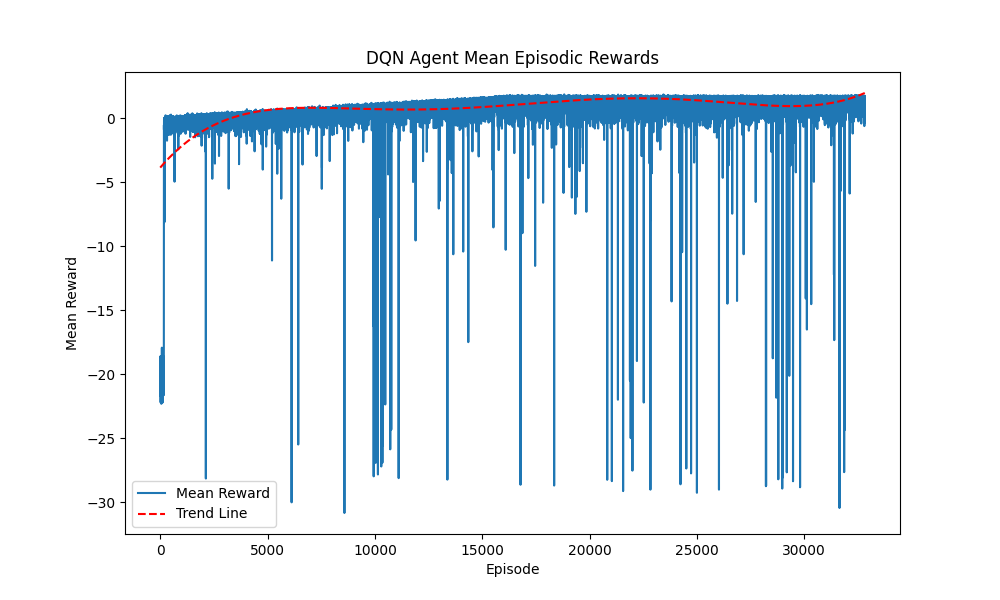 DQN Agent Mean Episodic Rewards
Mean Reward
0
−5
−10
−15
−20
−25
−30
Mean Reward
Trend Line
0
5000
10000
15000
20000
25000
30000
Episode